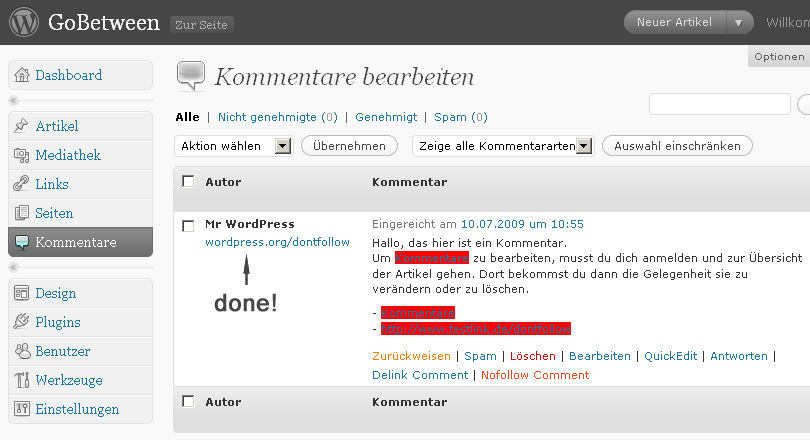 GoBetween Zur Seite Neuer Artikel Willkom
Optionen
Dashboard
Artikel
Mediathek
Links
Seiten
Kommentare
Design
Plugins
Benutzer
Werkzeuge
Einstellungen
Kommentare bearbeiten
Alle | Nicht genehmigte (0) | Genehmigt | Spam (0)
Aktion wählen Übernehmen Zeige alle Kommentararten Auswahl einschränken
Autor Kommentar
Mr WordPress
wordpress.org/dontfollow
done!
Eingereicht am 10.07.2009 um 10:55
Hallo, das hier ist ein Kommentar.
Um Kommentare zu bearbeiten, musst du dich anmelden und zur Übersicht
der Artikel gehen. Dort bekommst du dann die Gelegenheit sie zu
verändern oder zu löschen.
- Kommentare
- http://www.testlink.de/dontfollow
Zurückweisen | Spam | Löschen | Bearbeiten | QuickEdit | Antworten |
Delink Comment | Nofollow Comment
Autor Kommentar